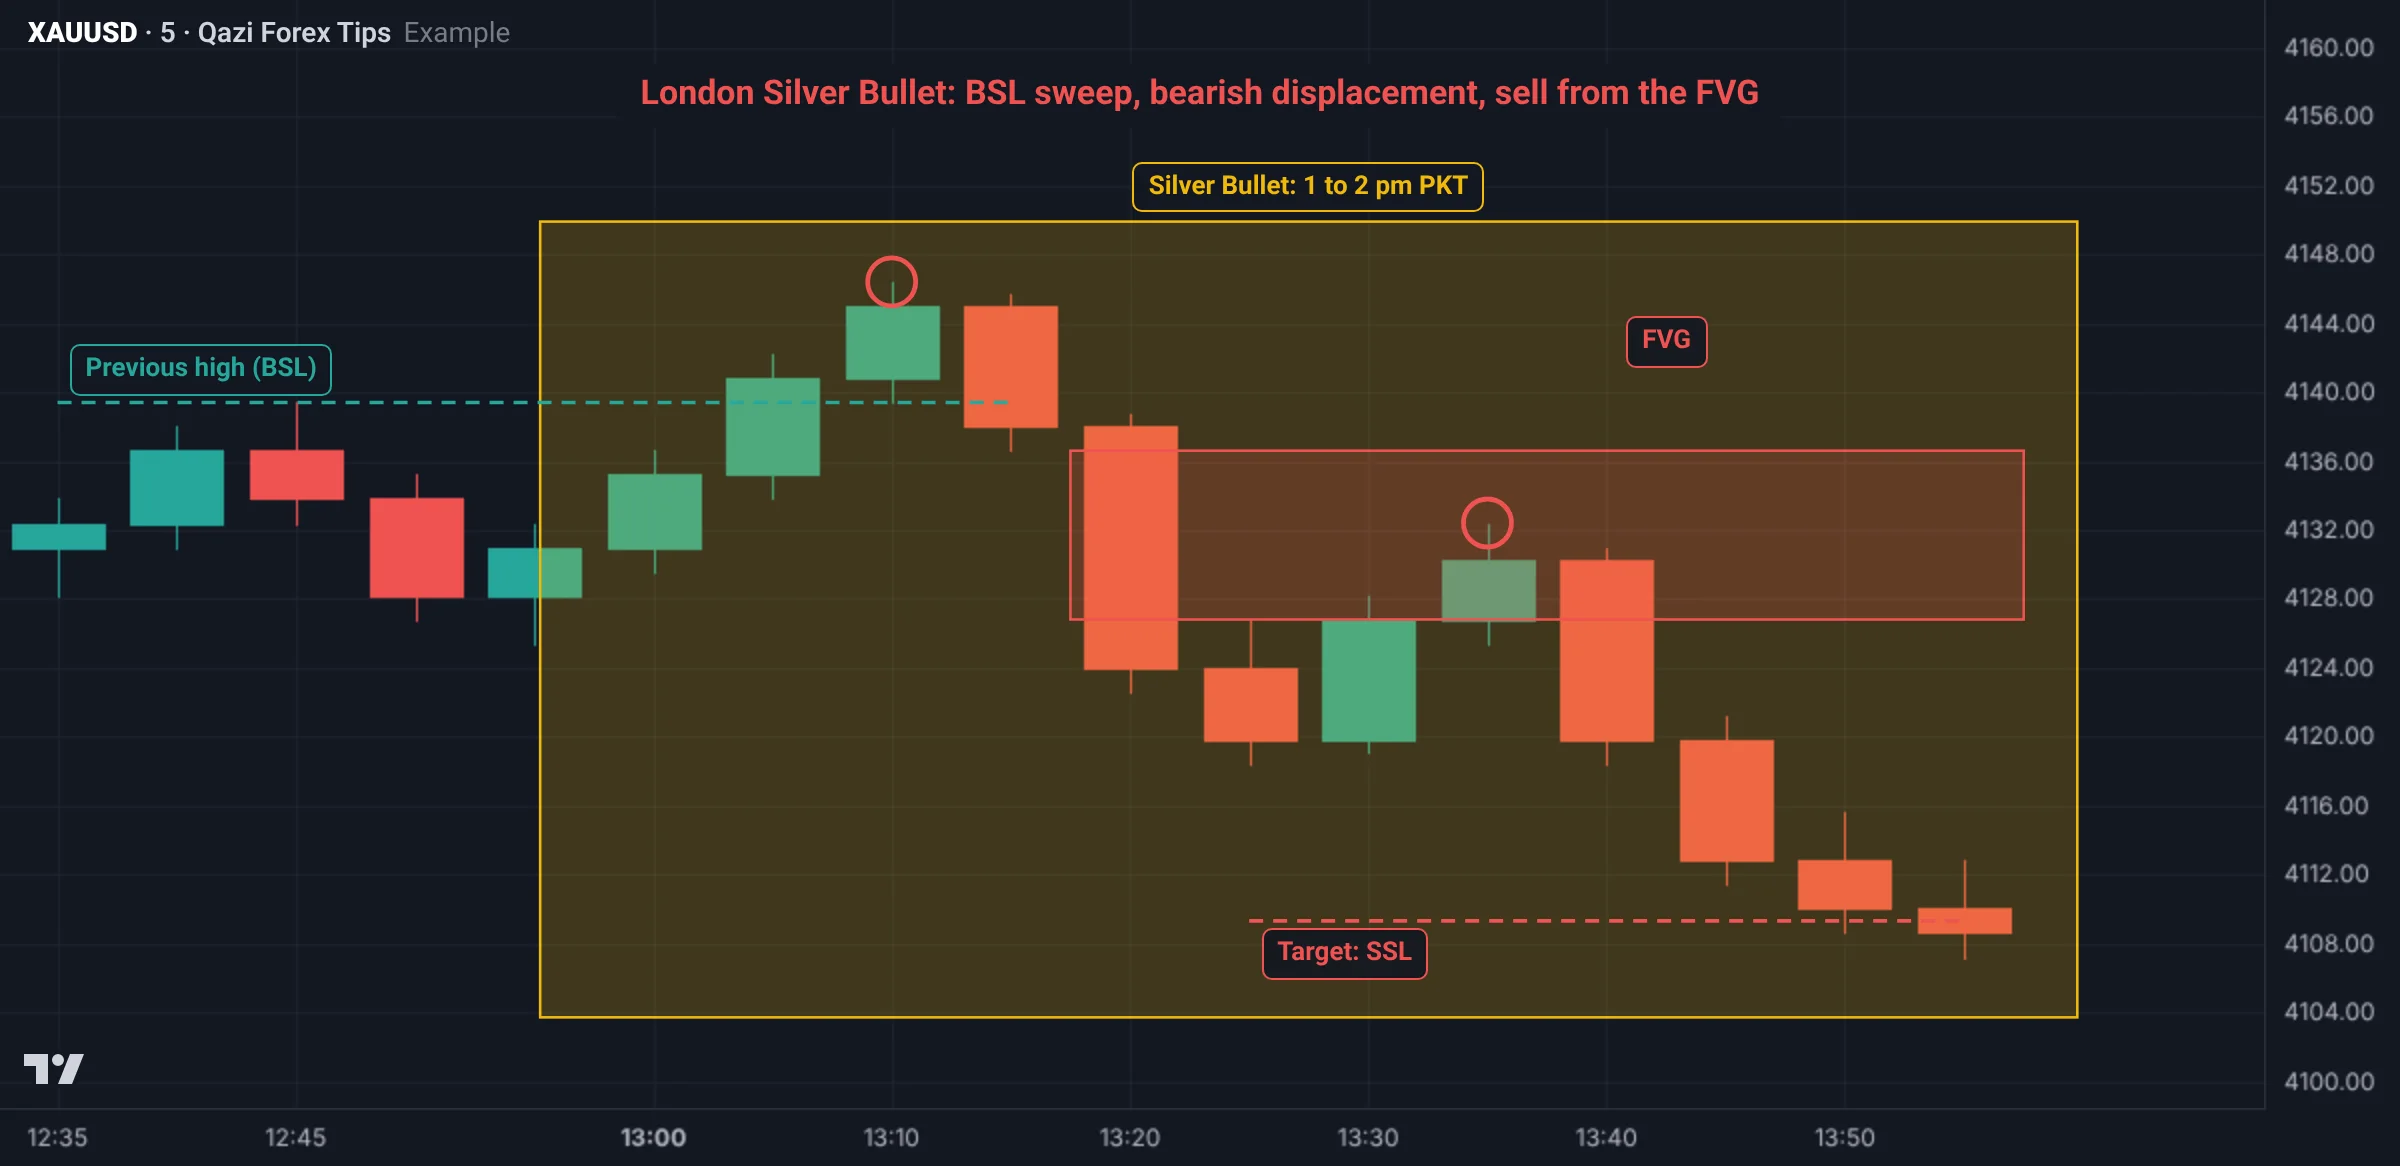 XAUUSD · 5 · Qazi Forex Tips Example
London Silver Bullet: BSL sweep, bearish displacement, sell from the FVG
Silver Bullet: 1 to 2 pm PKT
FVG
Previous high (BSL)
Target: SSL
4160.00
4156.00
4152.00
4148.00
4144.00
4140.00
4136.00
4132.00
4128.00
4124.00
4120.00
4116.00
4112.00
4108.00
4104.00
4100.00
12:35 12:45 13:00 13:10 13:20 13:30 13:40 13:50